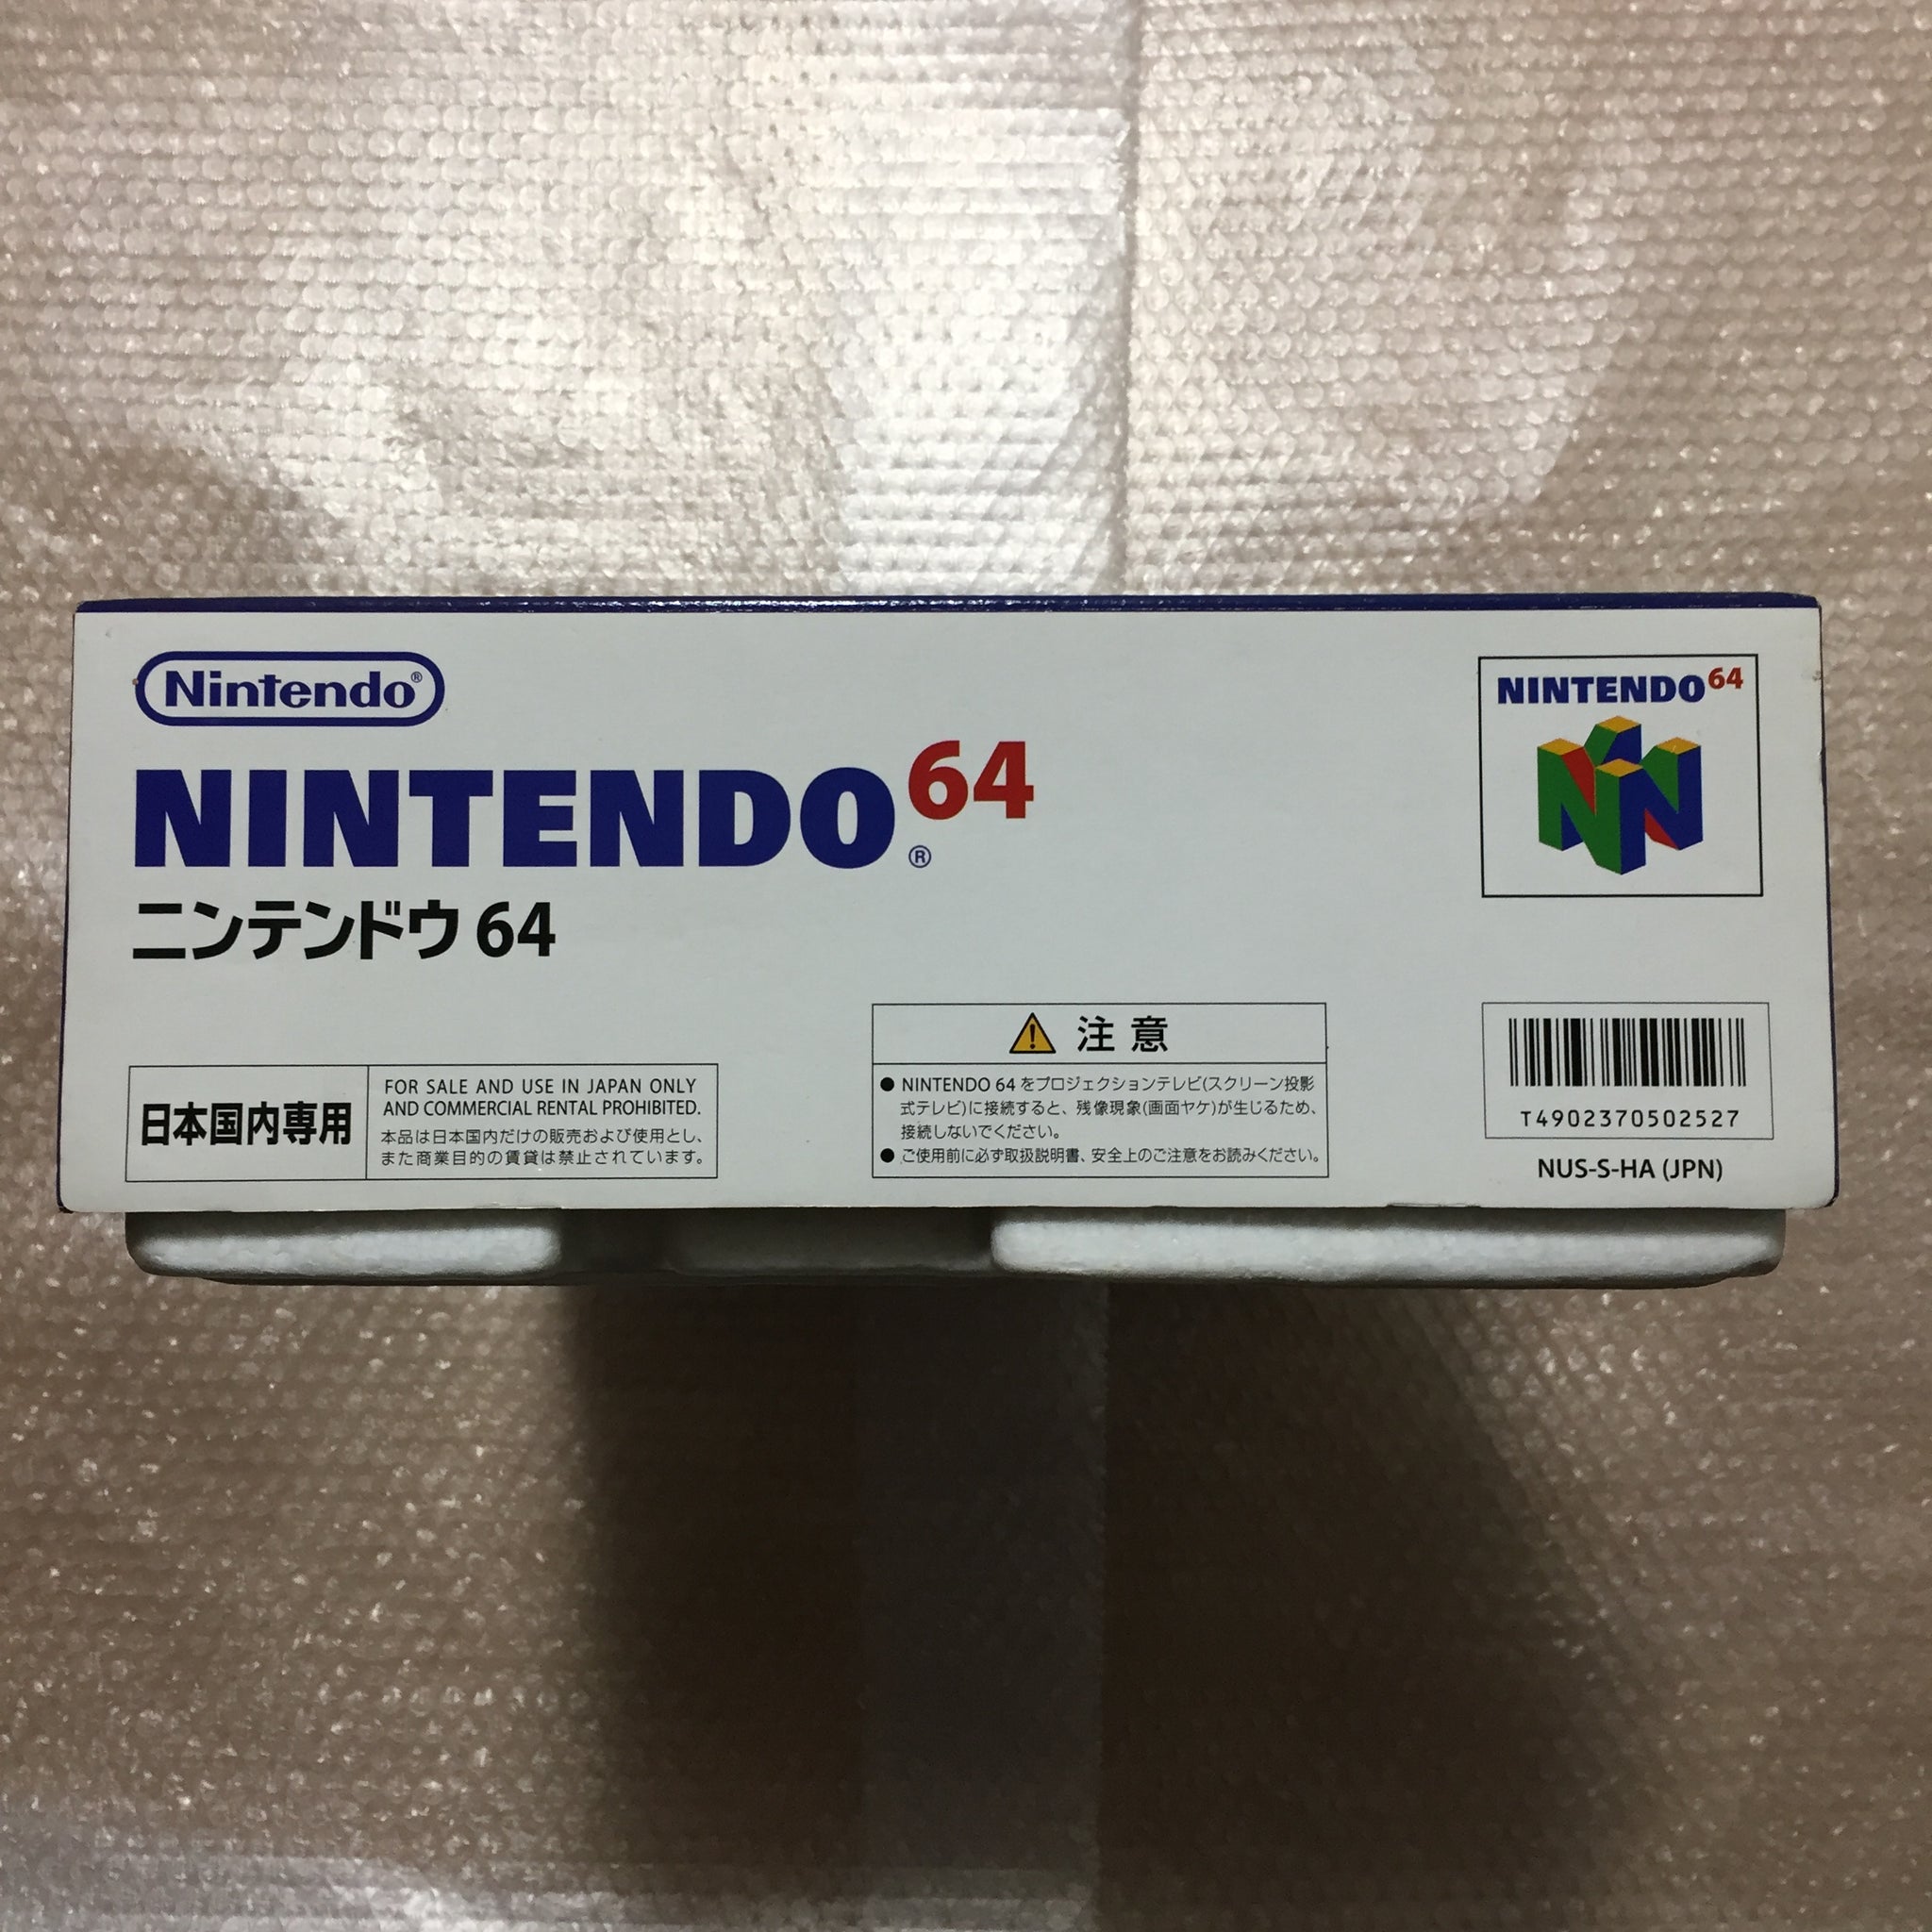 Nintendo®
NINTENDO64®
ニンテンドウ64
NINTENDO64
日本国内専用
FOR SALE AND USE IN JAPAN ONLY
AND COMMERCIAL RENTAL PROHIBITED.
本品は日本国内だけの販売および使用とし、
また商業目的の賃貸は禁止されています。
注意
● NINTENDO 64 をプロジェクションテレビ(スクリーン投影
式テレビ)に接続すると、残像現象(画面ヤケ)が生じるため、
接続しないでください。
● ご使用前に必ず取扱説明書、安全上のご注意をお読みください。
T4902370502527
NUS-S-HA (JPN)